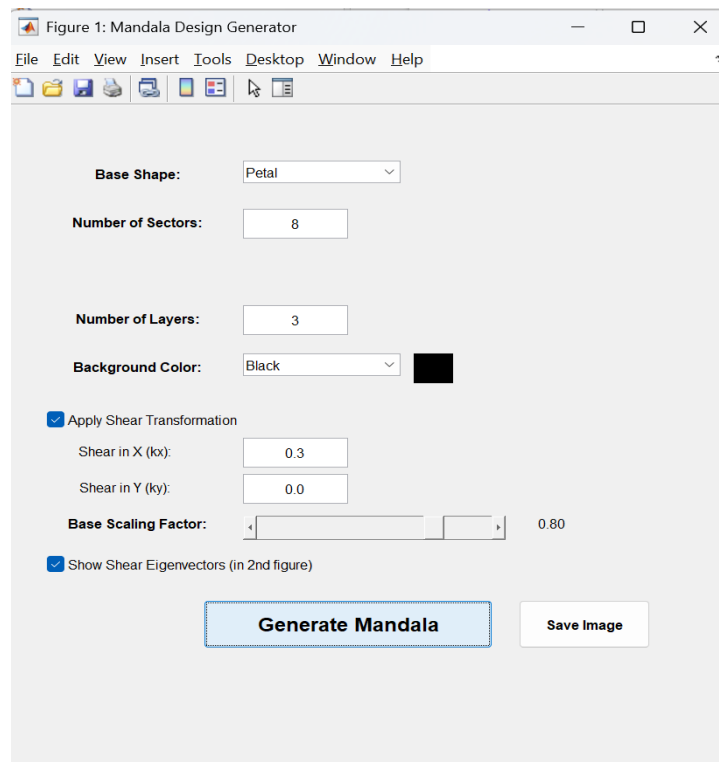 Figure 1: Mandala Design Generator
File Edit View Insert Tools Desktop Window Help
Base Shape: Petal
Number of Sectors: 8
Number of Layers: 3
Background Color: Black
Apply Shear Transformation
Shear in X (kx): 0.3
Shear in Y (ky): 0.0
Base Scaling Factor: 0.80
Show Shear Eigenvectors (in 2nd figure)
Generate Mandala Save Image